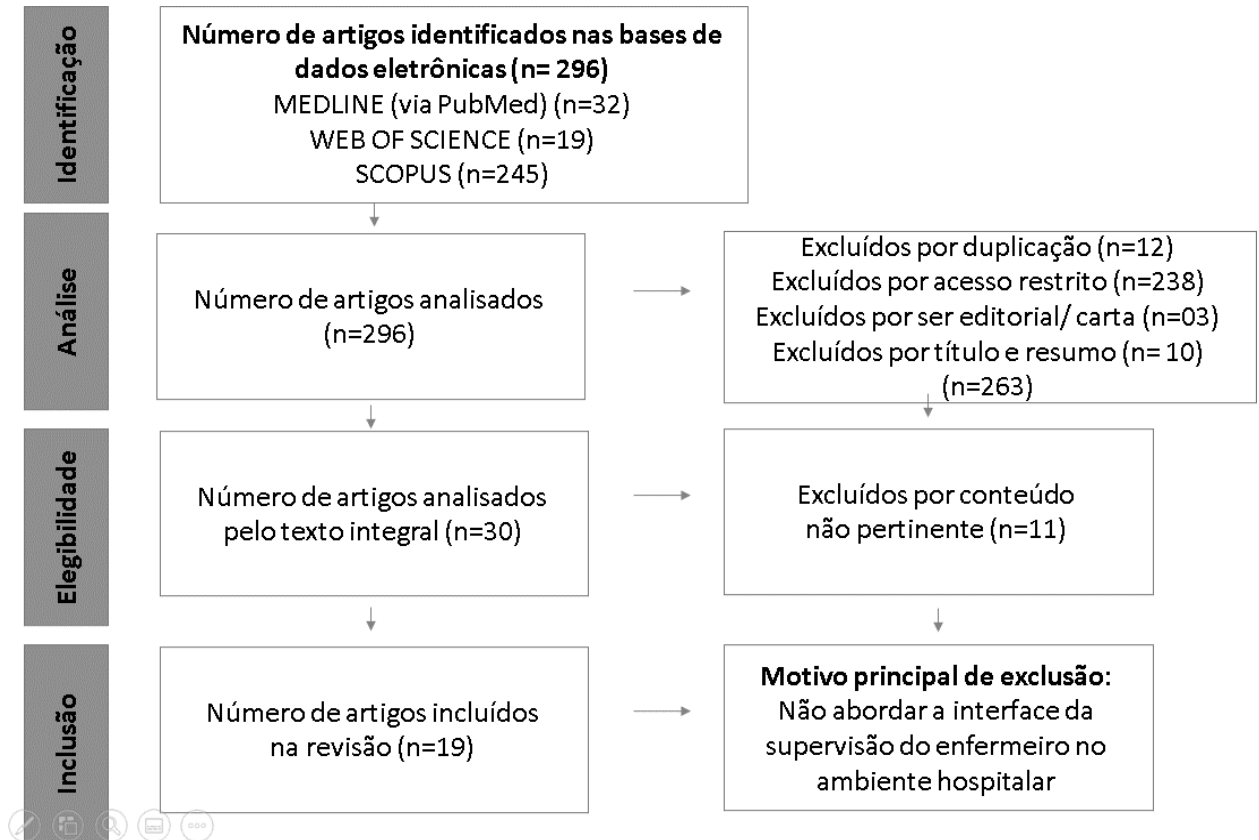 Identificação
Número de artigos identificados nas bases de
dados eletrônicas (n= 296)
MEDLINE (via PubMed) (n=32)
WEB OF SCIENCE (n=19)
SCOPUS (n=245)
Análise
Número de artigos analisados
(n=296)
Excluídos por duplicação (n=12)
Excluídos por acesso restrito (n=238)
Excluídos por ser editorial/ carta (n=03)
Excluídos por título e resumo (n= 10)
(n=263)
Elegibilidade
Número de artigos analisados
pelo texto integral (n=30)
Excluídos por conteúdo
não pertinente (n=11)
Inclusão
Número de artigos incluídos
na revisão (n=19)
Motivo principal de exclusão:
Não abordar a interface da
supervisão do enfermeiro no
ambiente hospitalar